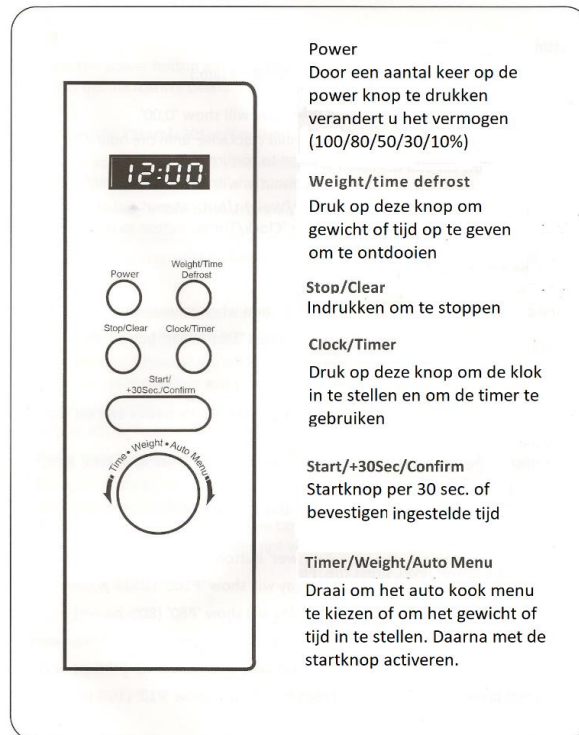 12:00
Power
Weight/Time
Defrost
Stop/Clear
Clock/Timer
Start/
+30Sec./Confirm
Time • Weight • Auto Menu
Power
Door een aantal keer op de
power knop te drukken
verandert u het vermogen
(100/80/50/30/10%)
Weight/time defrost
Druk op deze knop om
gewicht of tijd op te geven
om te ontdooien
Stop/Clear
Indrukken om te stoppen
Clock/Timer
Druk op deze knop om de klok
in te stellen en om de timer te
gebruiken
Start/+30Sec/Confirm
Startknop per 30 sec. of
bevestigen ingestelde tijd
Timer/Weight/Auto Menu
Draai om het auto kook menu
te kiezen of om het gewicht of
tijd in te stellen. Daarna met de
startknop activeren.